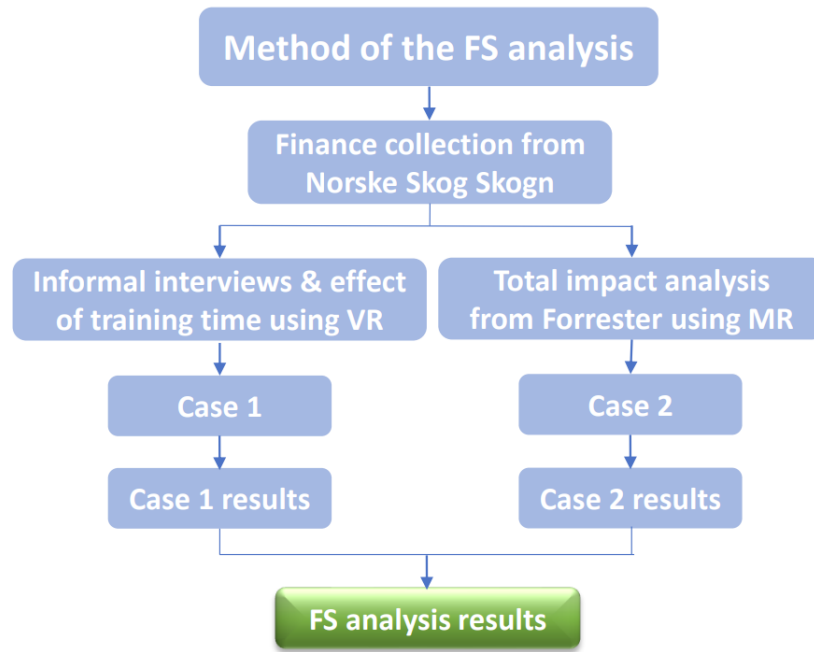 Method of the FS analysis
Finance collection from
Norske Skog Skogn
Informal interviews & effect
of training time using VR
Total impact analysis
from Forrester using MR
Case 1
Case 2
Case 1 results
Case 2 results
FS analysis results